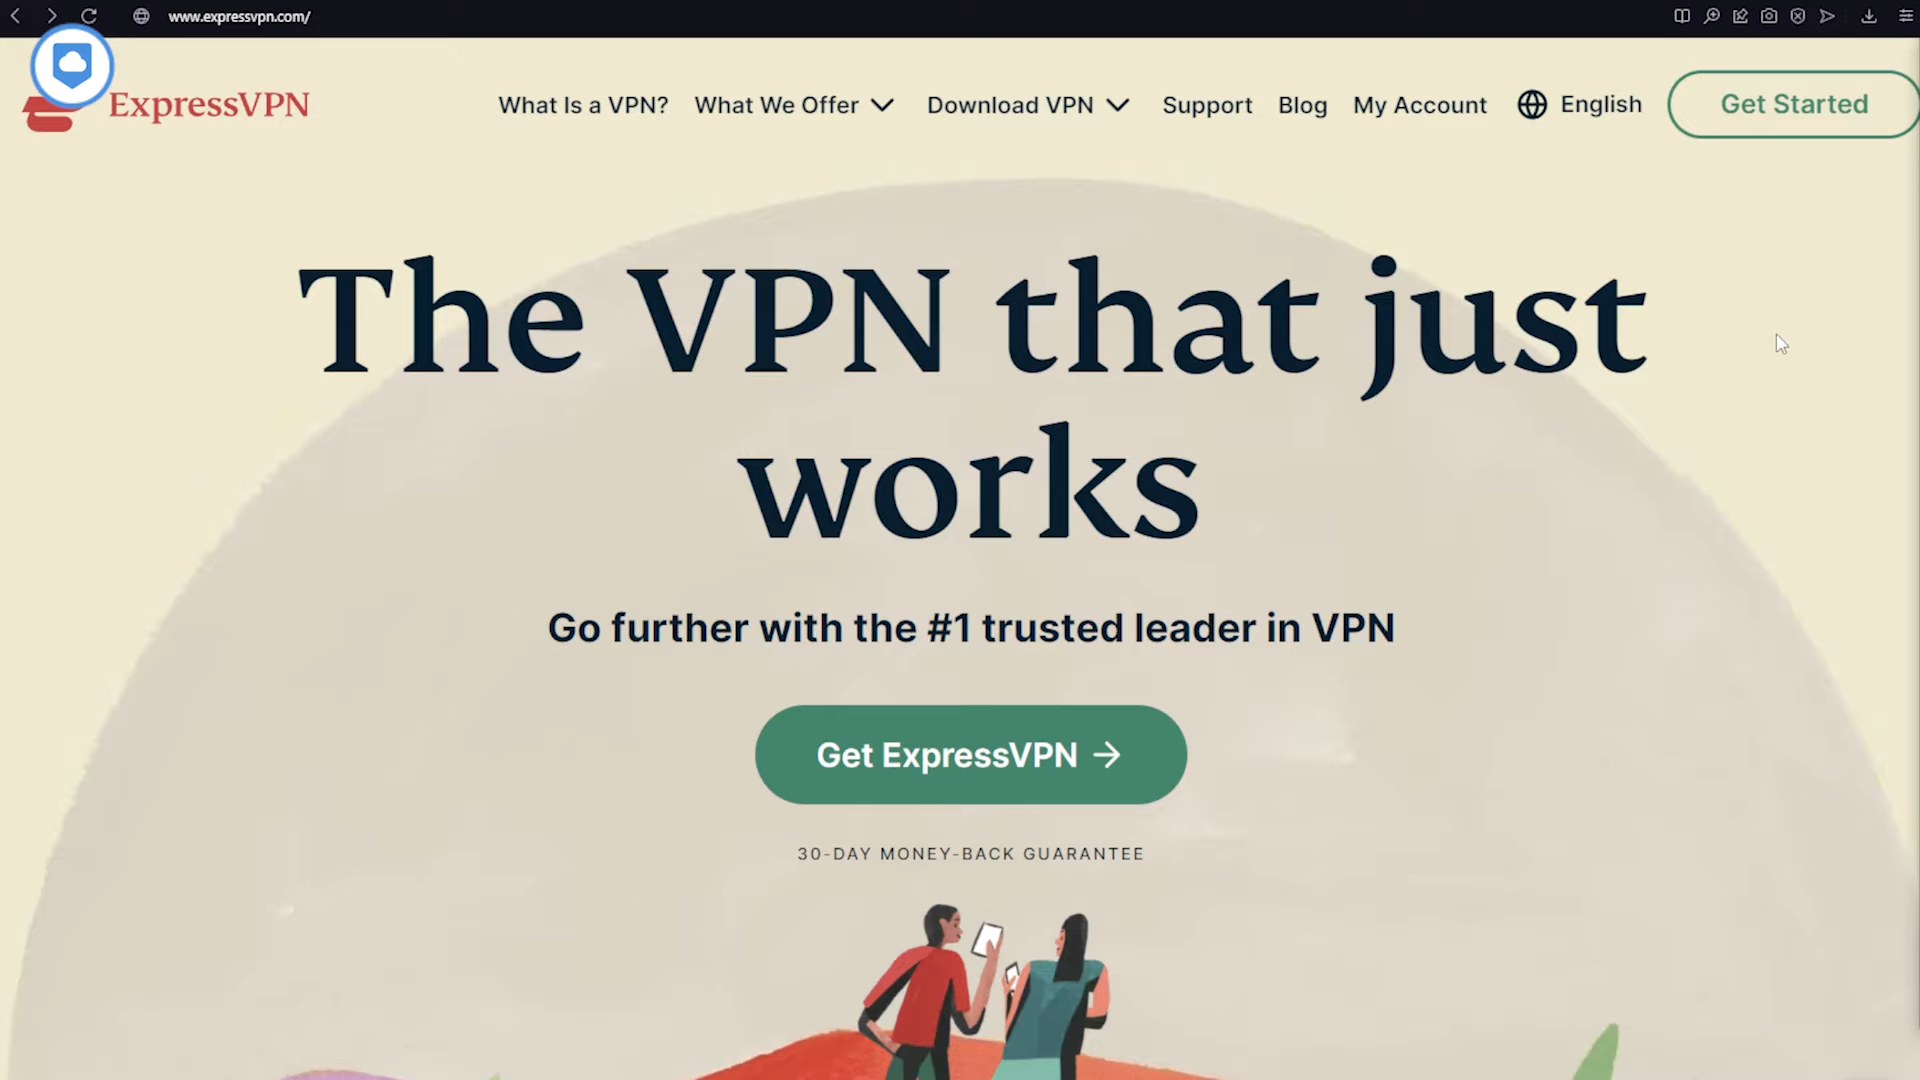 www.expressvpn.com/
ExpressVPN
What Is a VPN? What We Offer Download VPN Support Blog My Account English Get Started
The VPN that just
works
Go further with the #1 trusted leader in VPN
Get ExpressVPN →
30-DAY MONEY-BACK GUARANTEE